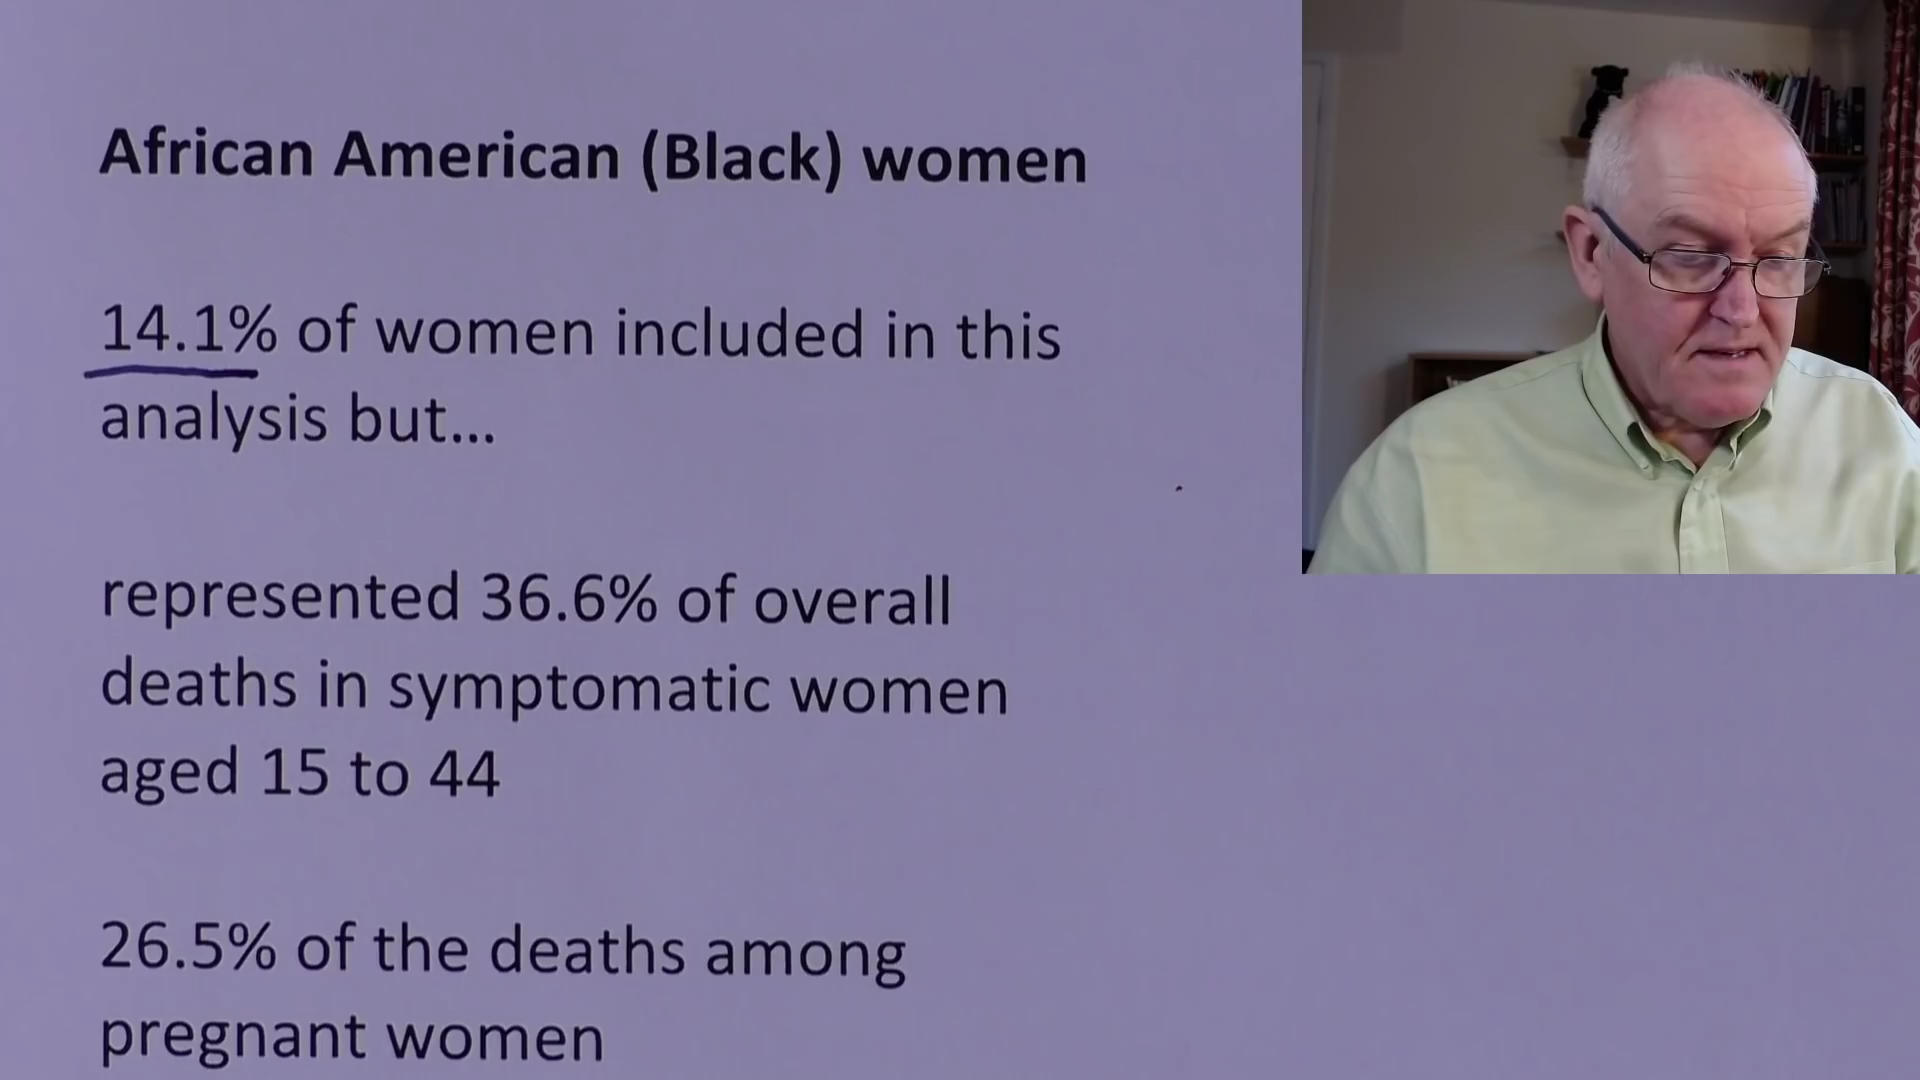 African American (Black) women
14.1% of women included in this
analysis but...
represented 36.6% of overall
deaths in symptomatic women
aged 15 to 44
26.5% of the deaths among
pregnant women